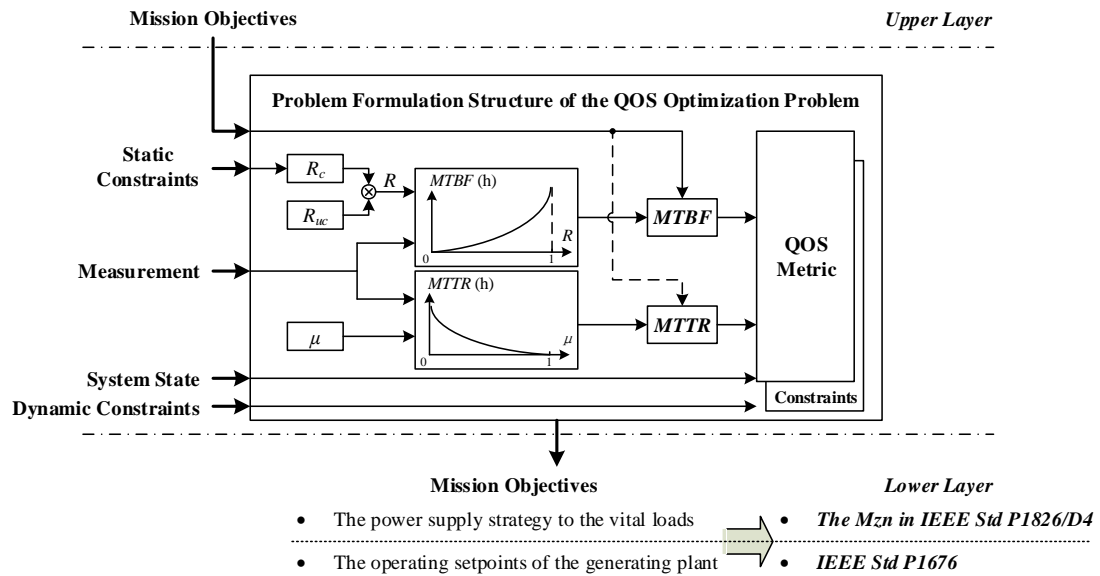 Mission Objectives
Upper Layer
Problem Formulation Structure of the QOS Optimization Problem
Static
Constraints
Rc
R
Ruc
MTBF (h)
R
0
1
MTBF
QOS
Metric
Measurement
MTTR (h)
μ
0
1
MTTR
μ
System State
Dynamic Constraints
Constraints
Mission Objectives
Lower Layer
• The power supply strategy to the vital loads
• The Mzn in IEEE Std P1826/D4
• The operating setpoints of the generating plant
• IEEE Std P1676